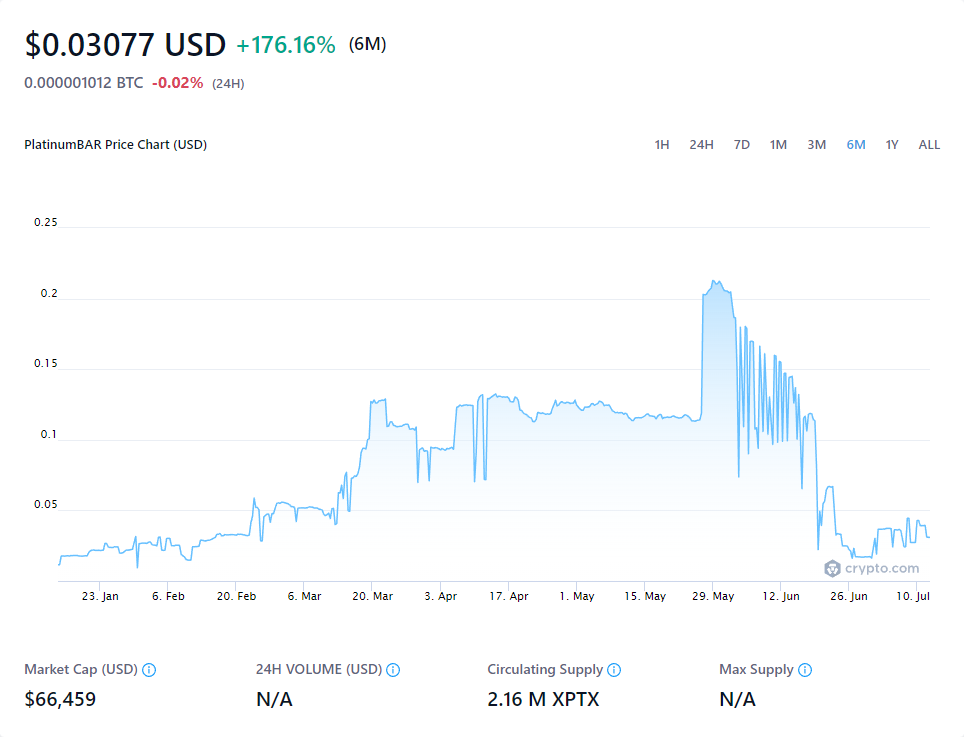 $0.03077 USD +176.16% (6M)
0.000001012 BTC -0.02% (24H)
PlatinumBAR Price Chart (USD) 1H 24H 7D 1M 3M 6M 1Y ALL
0.25
0.2
0.15
0.1
0.05
crypto.com
23. Jan 6. Feb 20. Feb 6. Mar 20. Mar 3. Apr 17. Apr 1. May 15. May 29. May 12. Jun 26. Jun 10. Jul
Market Cap (USD) 24H VOLUME (USD) Circulating Supply Max Supply
$66,459 N/A 2.16 M XPTX N/A